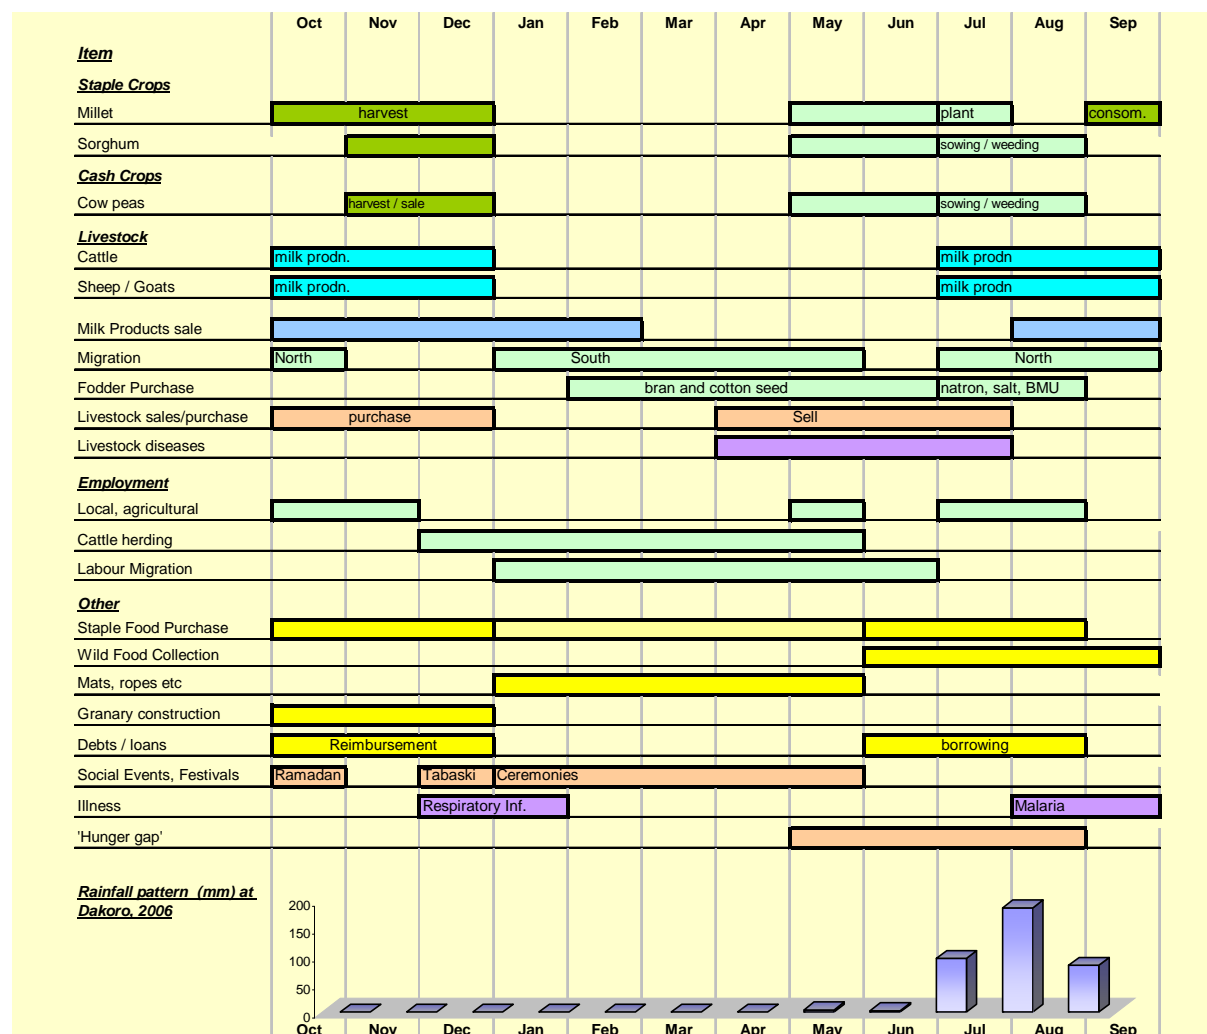 Oct Nov Dec Jan Feb Mar Apr May Jun Jul Aug Sep
Item
Staple Crops
Millet harvest plant consom.
Sorghum sowing / weeding
Cash Crops
Cow peas harvest / sale sowing / weeding
Livestock
Cattle milk prodn. milk prodn
Sheep / Goats milk prodn. milk prodn
Milk Products sale
Migration North South North
Fodder Purchase bran and cotton seed natron, salt, BMU
Livestock sales/purchase purchase Sell
Livestock diseases
Employment
Local, agricultural
Cattle herding
Labour Migration
Other
Staple Food Purchase
Wild Food Collection
Mats, ropes etc
Granary construction
Debts / loans Reimbursement borrowing
Social Events, Festivals Ramadan Tabaski Ceremonies
Illness Respiratory Inf. Malaria
'Hunger gap'
Rainfall pattern (mm) at
Dakoro, 2006
200
150
100
50
0
Oct Nov Dec Jan Feb Mar Apr May Jun Jul Aug Sep